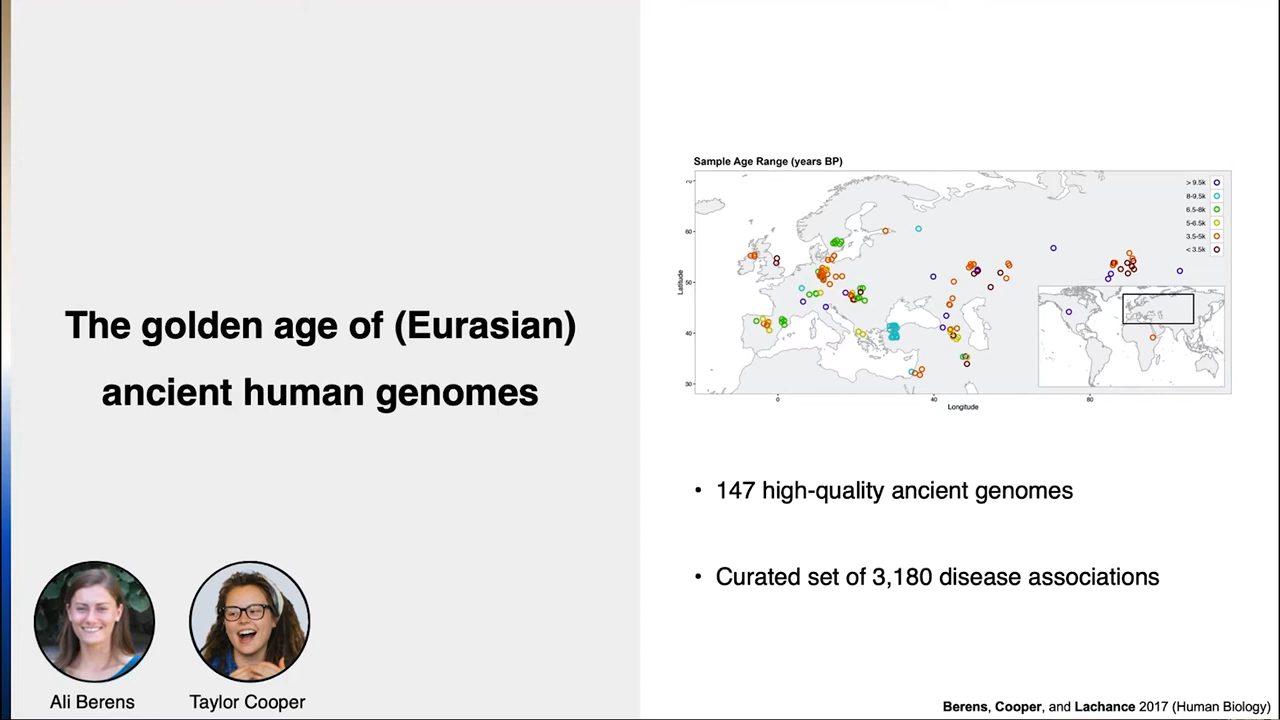 The golden age of (Eurasian)
ancient human genomes
Ali Berens
Taylor Cooper
Sample Age Range (years BP)
> 9.5k
8-9.5k
6.5-8k
5-6.5k
3.5-5k
< 3.5k
70
60
50
40
30
Latitude
0
40
80
Longitude
• 147 high-quality ancient genomes
• Curated set of 3,180 disease associations
Berens, Cooper, and Lachance 2017 (Human Biology)